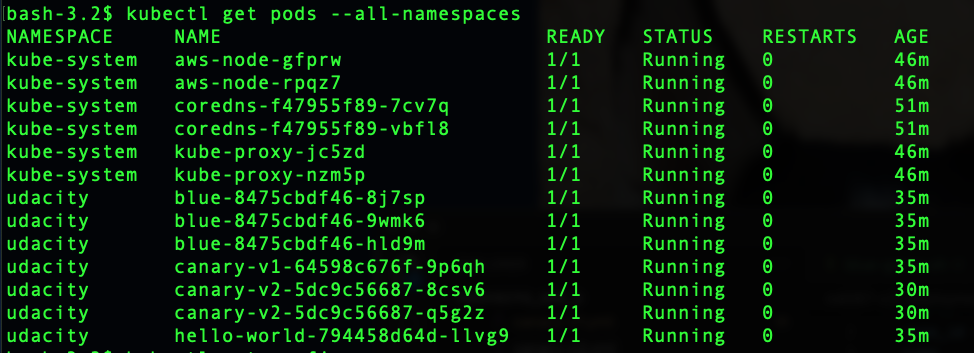 bash-3.2$ kubectl get pods --all-namespaces
NAMESPACE NAME READY STATUS RESTARTS AGE
kube-system aws-node-gfprw 1/1 Running 0 46m
kube-system aws-node-rpqz7 1/1 Running 0 46m
kube-system coredns-f47955f89-7cv7q 1/1 Running 0 51m
kube-system coredns-f47955f89-vbfl8 1/1 Running 0 51m
kube-system kube-proxy-jc5zd 1/1 Running 0 46m
kube-system kube-proxy-nzm5p 1/1 Running 0 46m
udacity blue-8475cbdf46-8j7sp 1/1 Running 0 35m
udacity blue-8475cbdf46-9wmk6 1/1 Running 0 35m
udacity blue-8475cbdf46-hld9m 1/1 Running 0 35m
udacity canary-v1-64598c676f-9p6qh 1/1 Running 0 35m
udacity canary-v2-5dc9c56687-8csv6 1/1 Running 0 30m
udacity canary-v2-5dc9c56687-q5g2z 1/1 Running 0 30m
udacity hello-world-794458d64d-llvg9 1/1 Running 0 35m